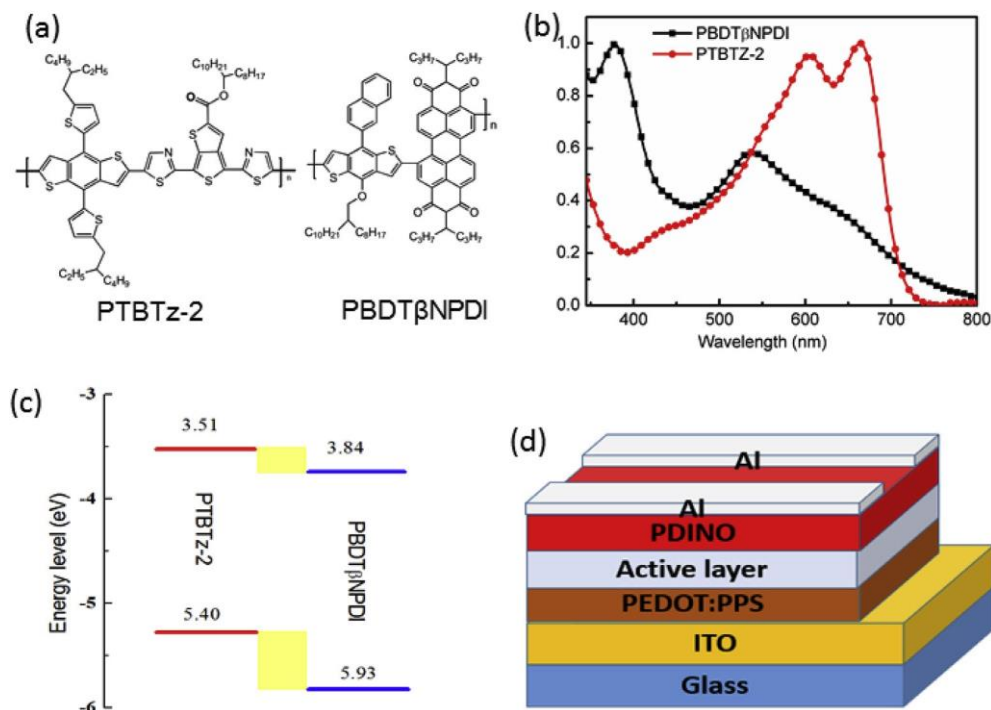 (a)
C4H9
C2H5
C10H21
C8H17
O
O
S
S
S
N
S
S
S
N
S
S
n
C2H5
C4H9
PTBTz-2
C3H7
C3H7
O
O
n
S
S
O
C10H21
C8H17
O
O
C3H7
C3H7
PBDTβNPDI
(b)
PBDTβNPDI
PTBTZ-2
1.0
0.8
0.6
0.4
0.2
0.0
400 500 600 700 800
Wavelength (nm)
(c)
Energy level (eV)
-3
-4
-5
-6
3.51
3.84
PTBTz-2
PBDTβNPDI
5.40
5.93
(d)
Al
Al
PDINO
Active layer
PEDOT:PPS
ITO
Glass